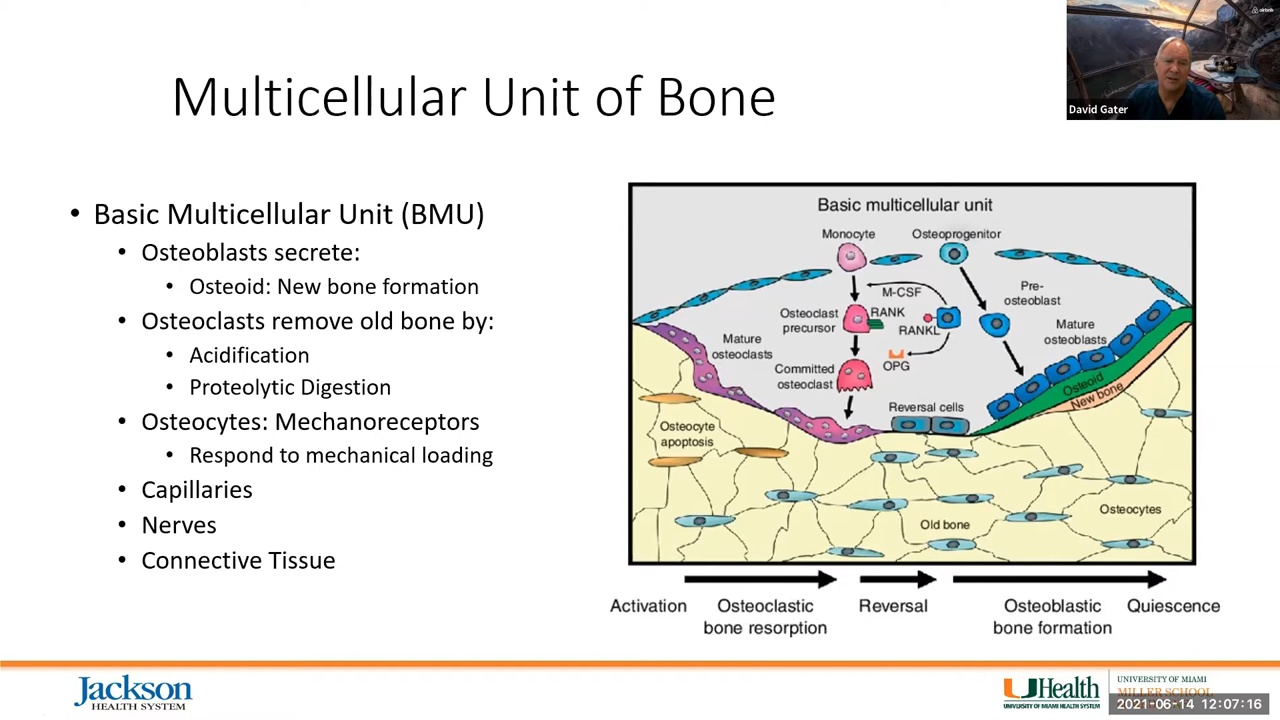 airbnb
David Gater
Multicellular Unit of Bone
• Basic Multicellular Unit (BMU)
• Osteoblasts secrete:
• Osteoid: New bone formation
• Osteoclasts remove old bone by:
• Acidification
• Proteolytic Digestion
• Osteocytes: Mechanoreceptors
• Respond to mechanical loading
• Capillaries
• Nerves
• Connective Tissue
Basic multicellular unit
Monocyte
Osteoprogenitor
M-CSF
Pre-
osteoblast
Osteoclast
precursor
RANK
RANKL
Mature
osteoclasts
Mature
osteoblasts
OPG
Committed
osteoclast
Osteoid
New bone
Reversal cells
Osteocyte
apoptosis
Old bone
Osteocytes
Activation
Osteoclastic
bone resorption
Reversal
Osteoblastic
bone formation
Quiescence
Jackson
HEALTH SYSTEM
UHealth
UNIVERSITY OF MIAMI HEALTH SYSTEM
UNIVERSITY OF MIAMI
MILLER SCHOOL
2021-06-14 12:07:16